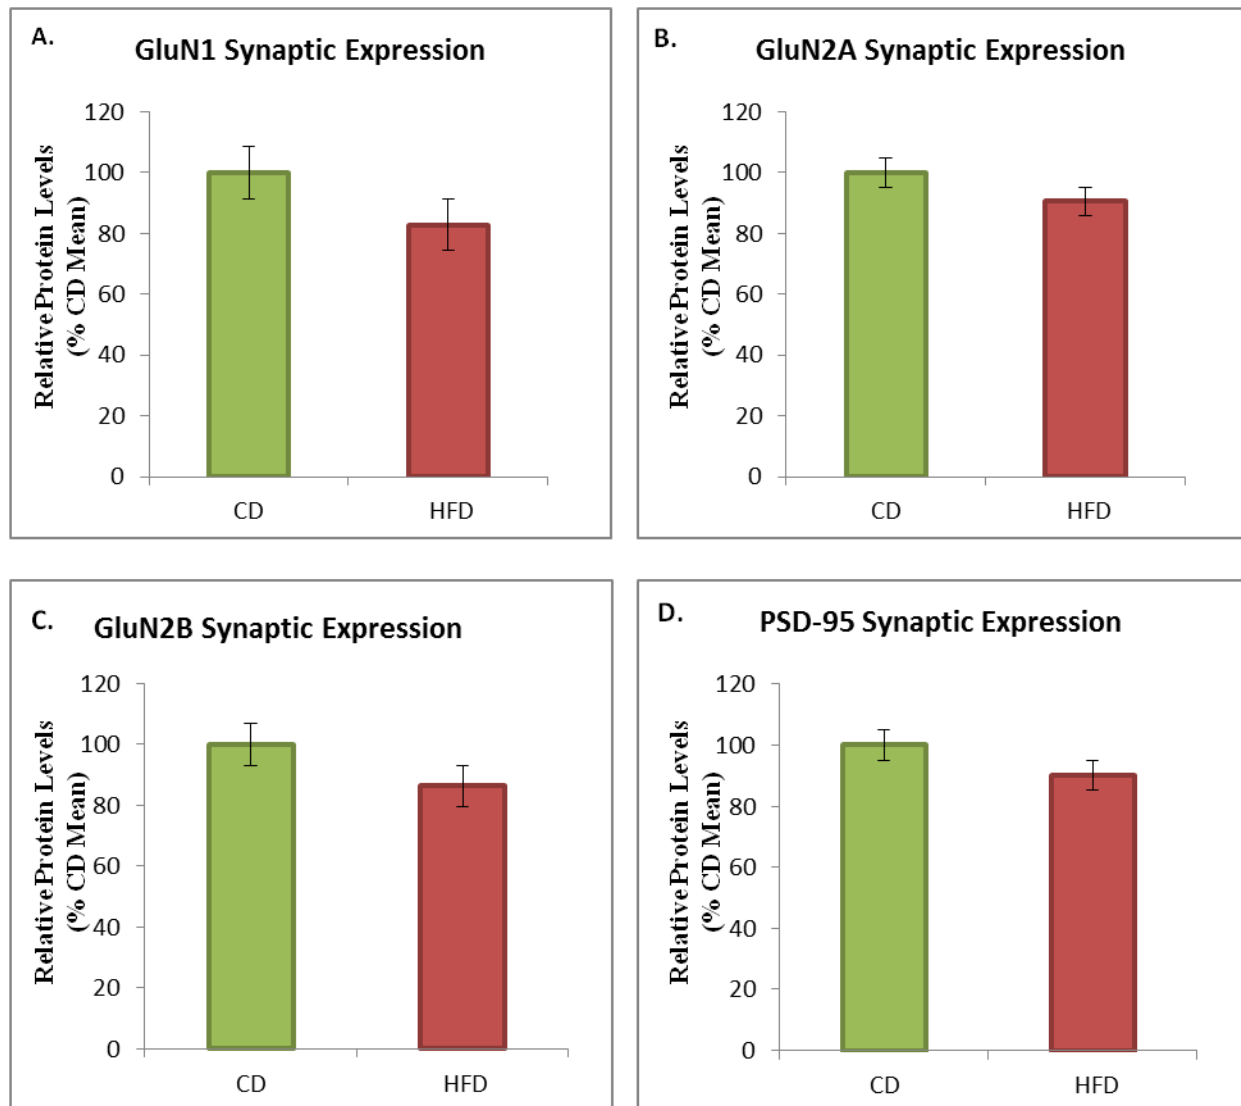 A.
GluN1 Synaptic Expression
Relative Protein Levels
(% CD Mean)
120
100
80
60
40
20
0
CD
HFD
B.
GluN2A Synaptic Expression
Relative Protein Levels
(% CD Mean)
120
100
80
60
40
20
0
CD
HFD
C.
GluN2B Synaptic Expression
Relative Protein Levels
(% CD Mean)
120
100
80
60
40
20
0
CD
HFD
D.
PSD-95 Synaptic Expression
Relative Protein Levels
(% CD Mean)
120
100
80
60
40
20
0
CD
HFD